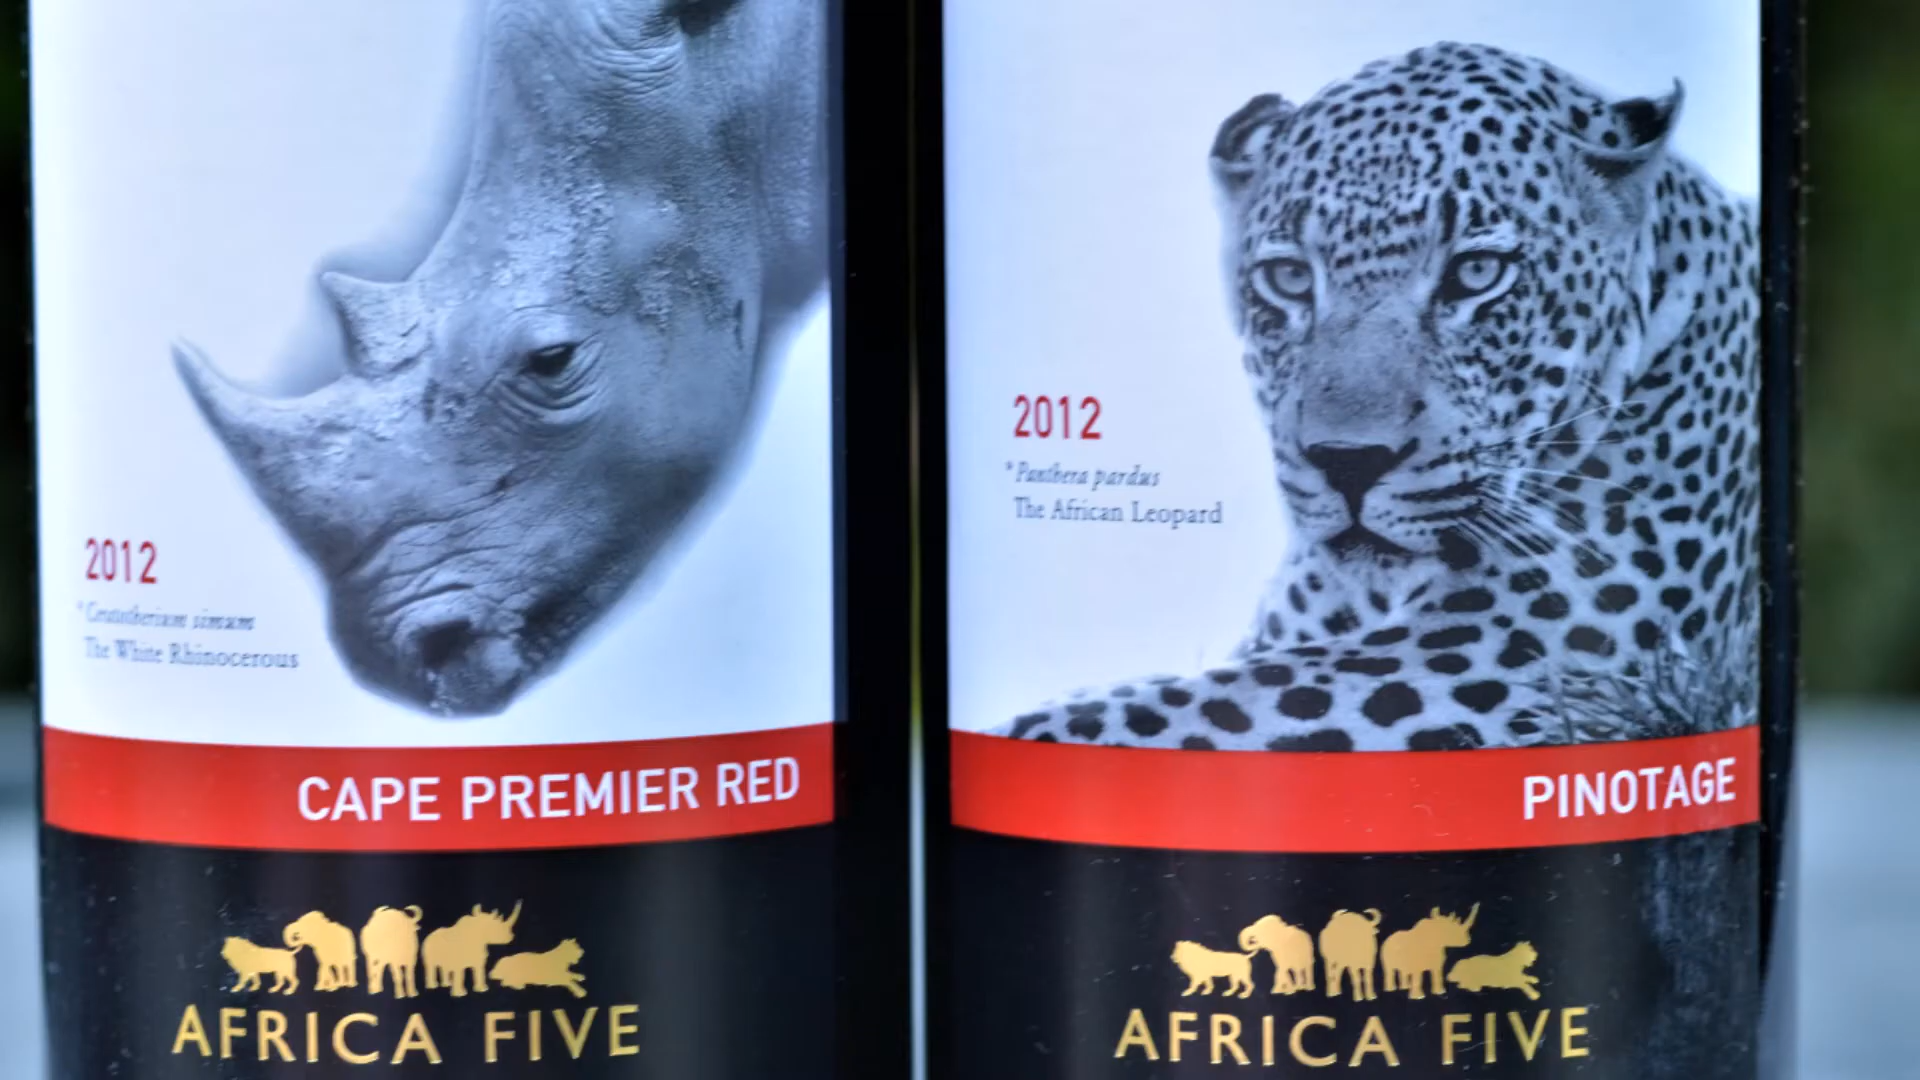 2012
* Ceratotherium simum
The White Rhinocerous
CAPE PREMIER RED
AFRICA FIVE
2012
* Panthera pardus
The African Leopard
PINOTAGE
AFRICA FIVE